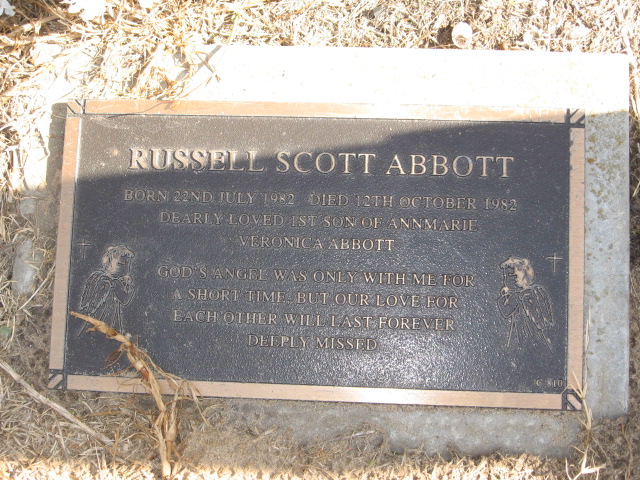 RUSSELL SCOTT ABBOTT
BORN 22ND JULY 1982 DIED 12TH OCTOBER 1982
DEARLY LOVED 1ST SON OF ANNMARIE
VERONICA ABBOTT
GOD'S ANGEL WAS ONLY WITH ME FOR
A SHORT TIME, BUT OUR LOVE FOR
EACH OTHER WILL LAST FOREVER
DEEPLY MISSED